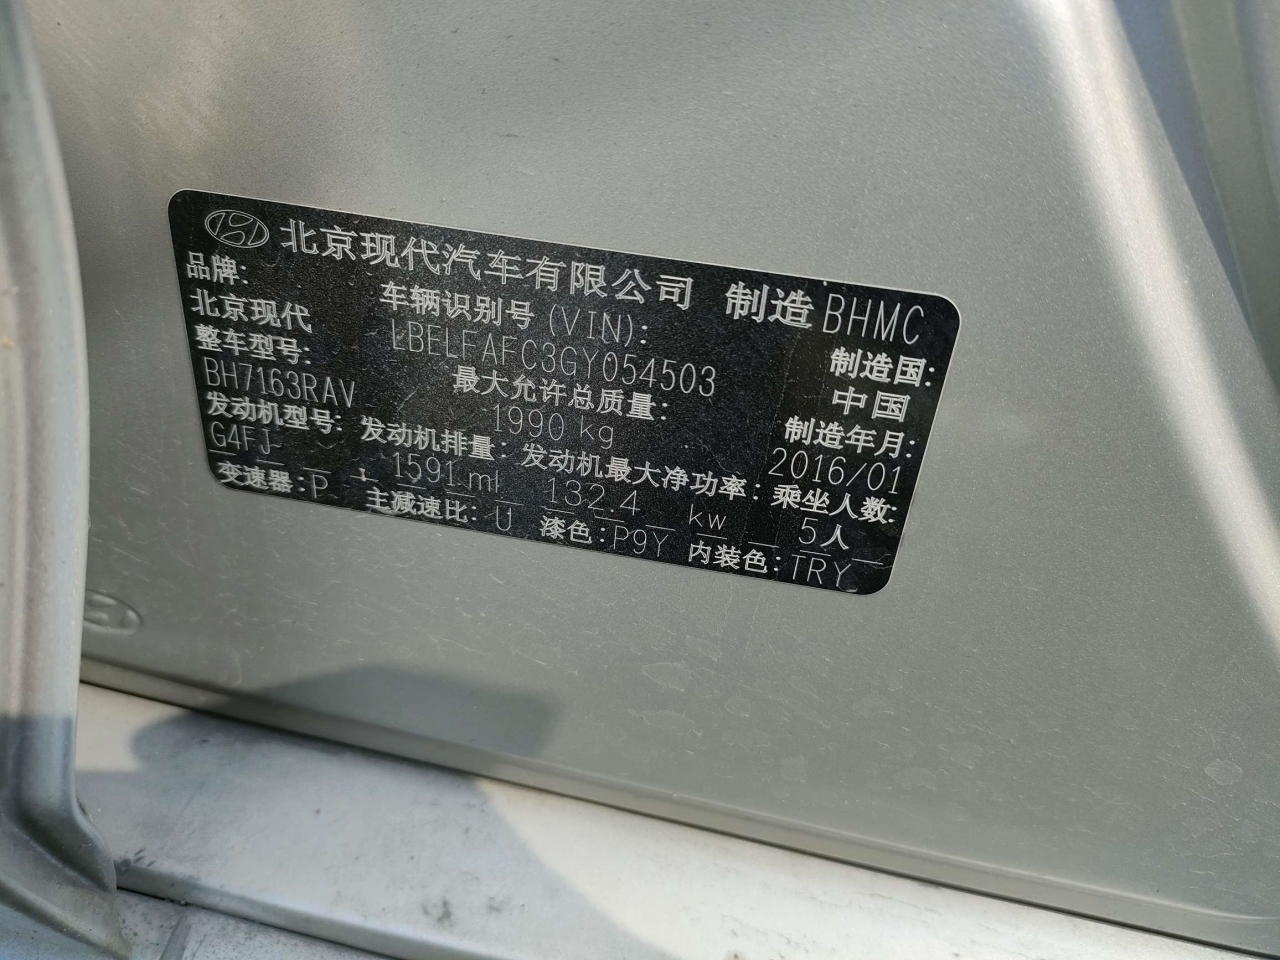 北京现代汽车有限公司 制造 BHMC
品牌: 车辆识别号 (VIN): 制造国:
北京现代 LBELFAFC3GY054503 中国
整车型号: 最大允许总质量: 制造年月:
BH7163RAV 1990 kg 2016/01
发动机型号: 发动机排量: 发动机最大净功率: 乘坐人数:
G4FJ 1591 ml 132.4 kw 5人
变速器: P 主减速比: U 漆色: P9Y 内装色: TRY